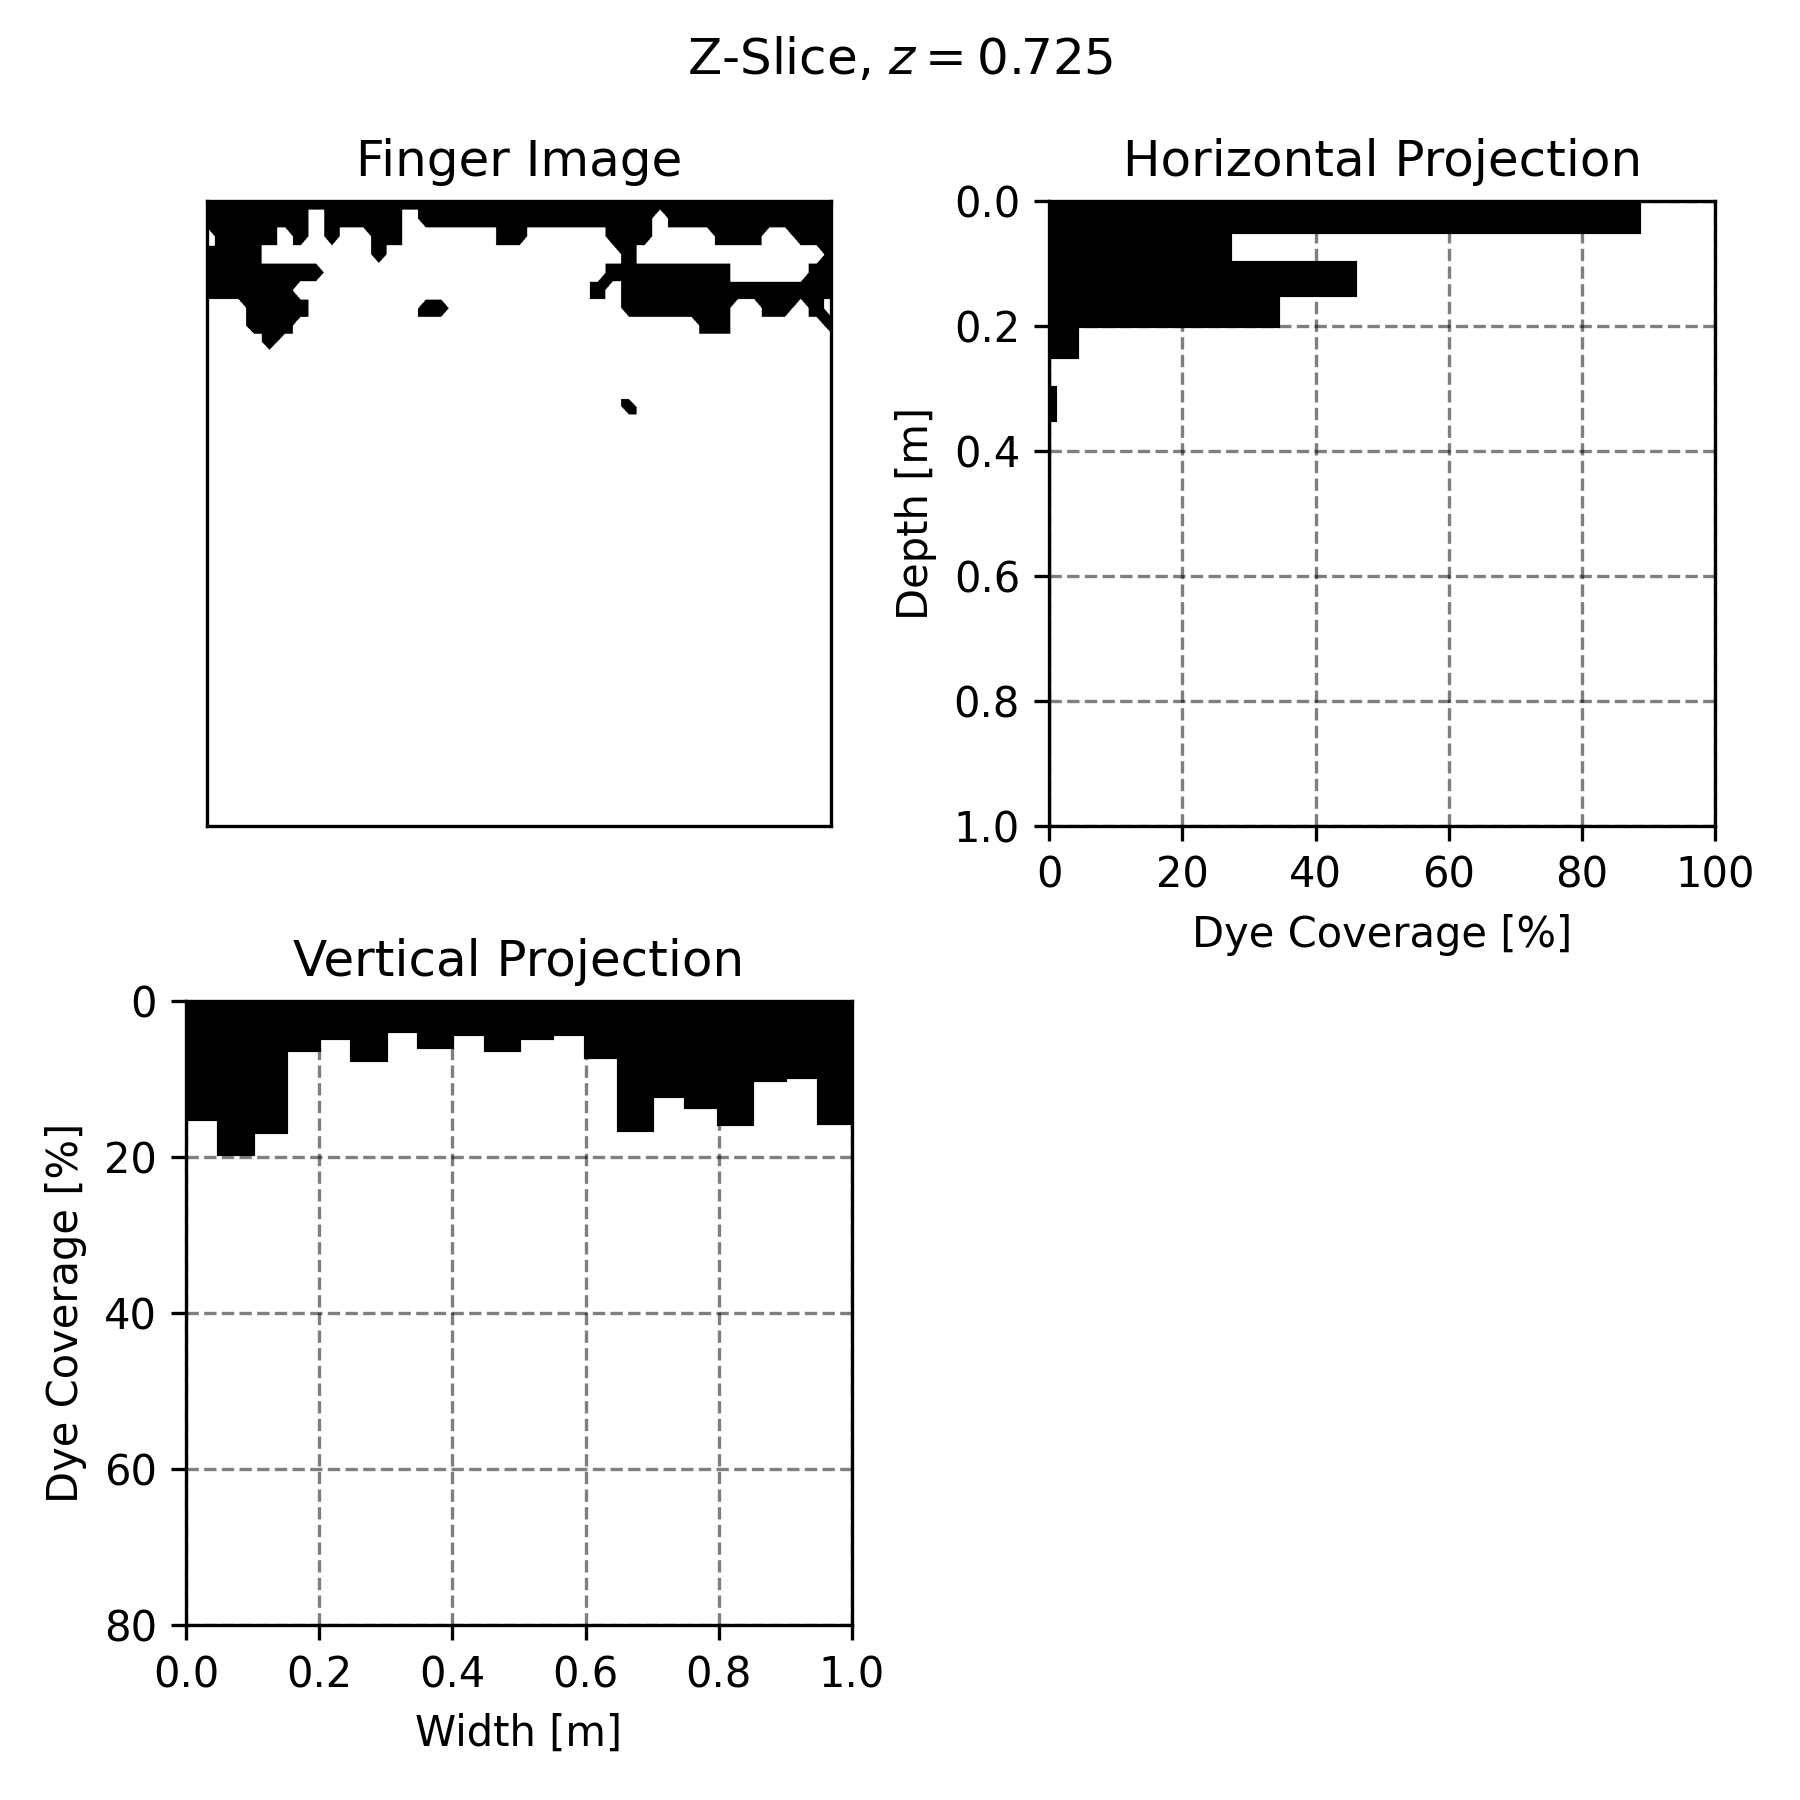 Z-Slice, z = 0.725
Finger Image
Horizontal Projection
0.0
0.2
0.4
0.6
0.8
1.0
Depth [m]
0 20 40 60 80 100
Dye Coverage [%]
Vertical Projection
0
20
40
60
80
Dye Coverage [%]
0.0 0.2 0.4 0.6 0.8 1.0
Width [m]